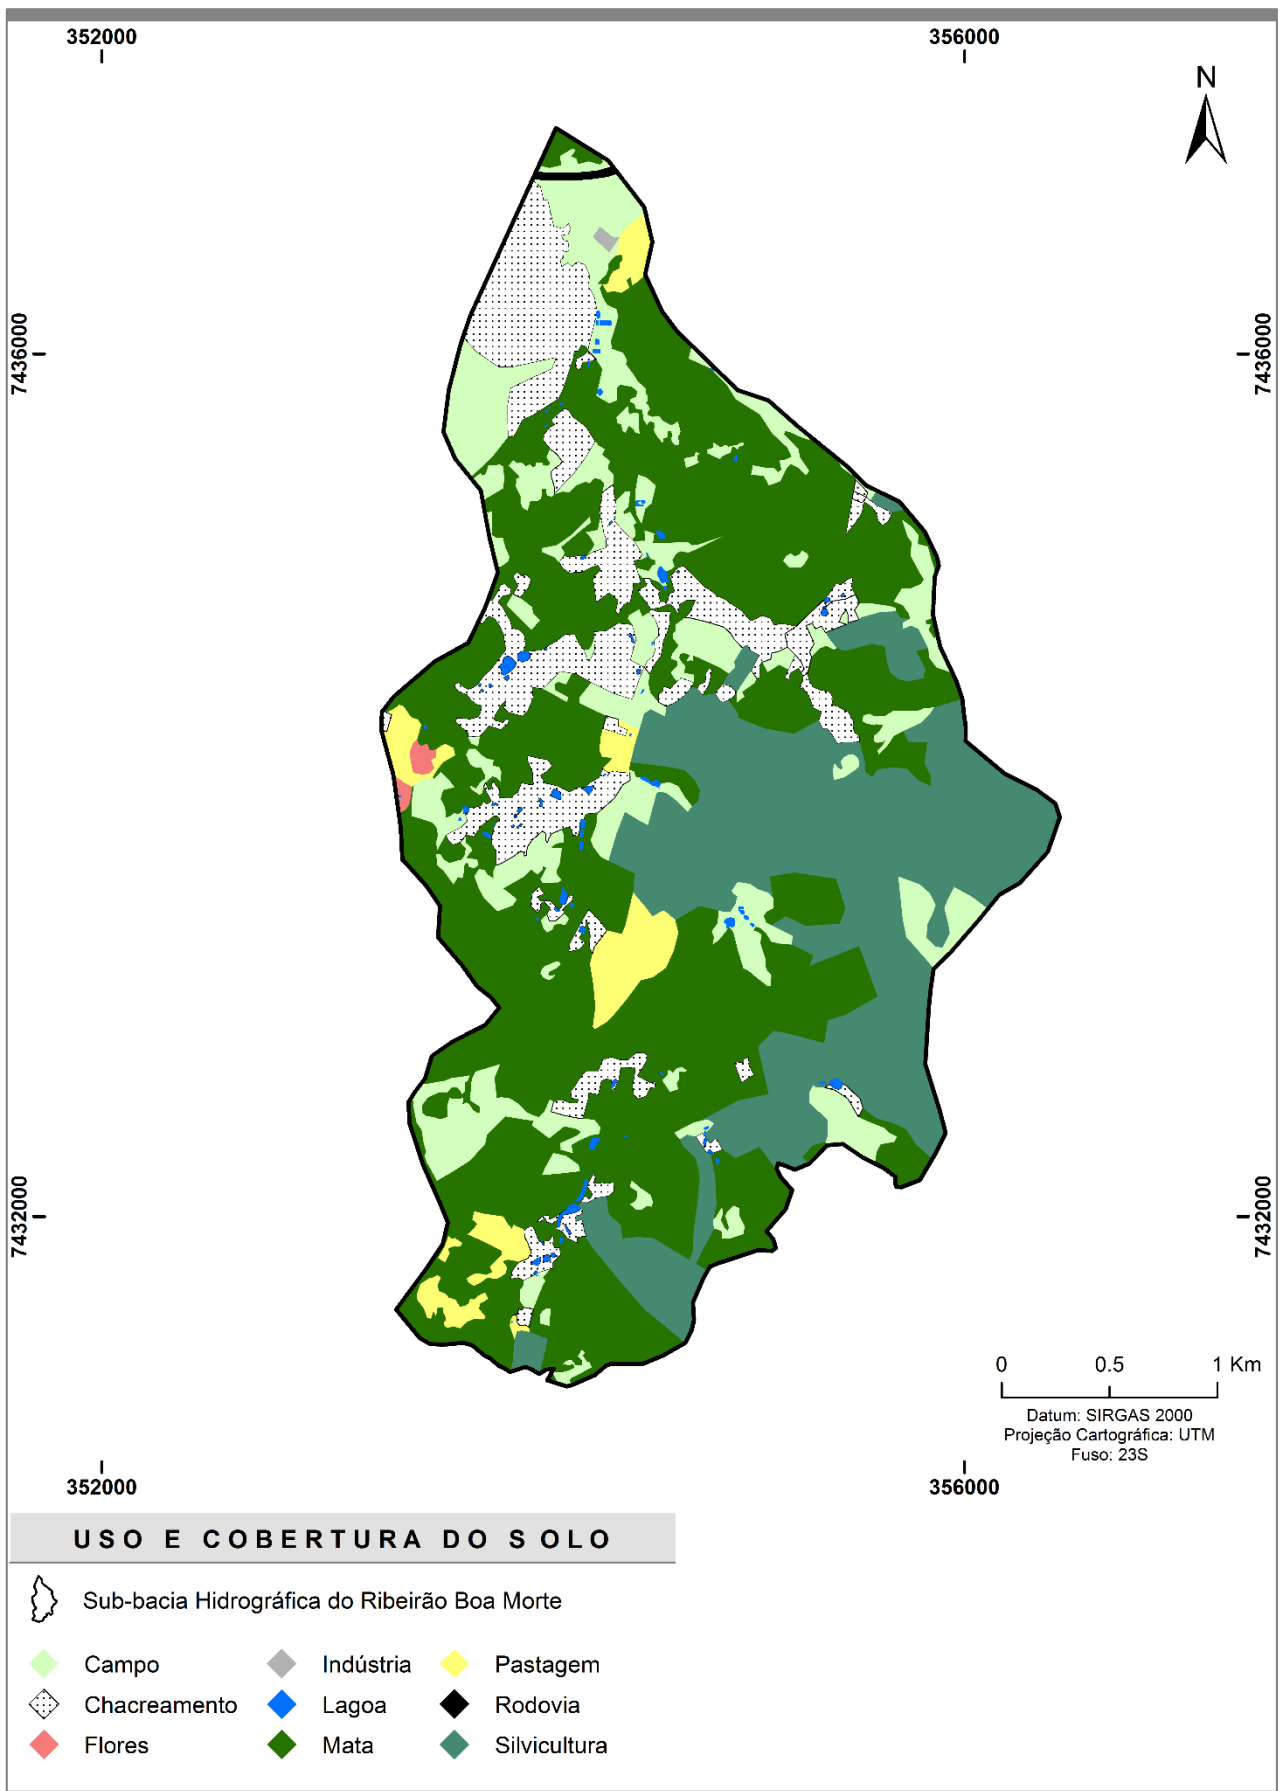 352000 356000
N
7436000 7436000
7432000 7432000
0 0.5 1 Km
Datum: SIRGAS 2000
Projeção Cartográfica: UTM
Fuso: 23S
352000 356000
USO E COBERTURA DO SOLO
Sub-bacia Hidrográfica do Ribeirão Boa Morte
Campo Indústria Pastagem
Chacreamento Lagoa Rodovia
Flores Mata Silvicultura